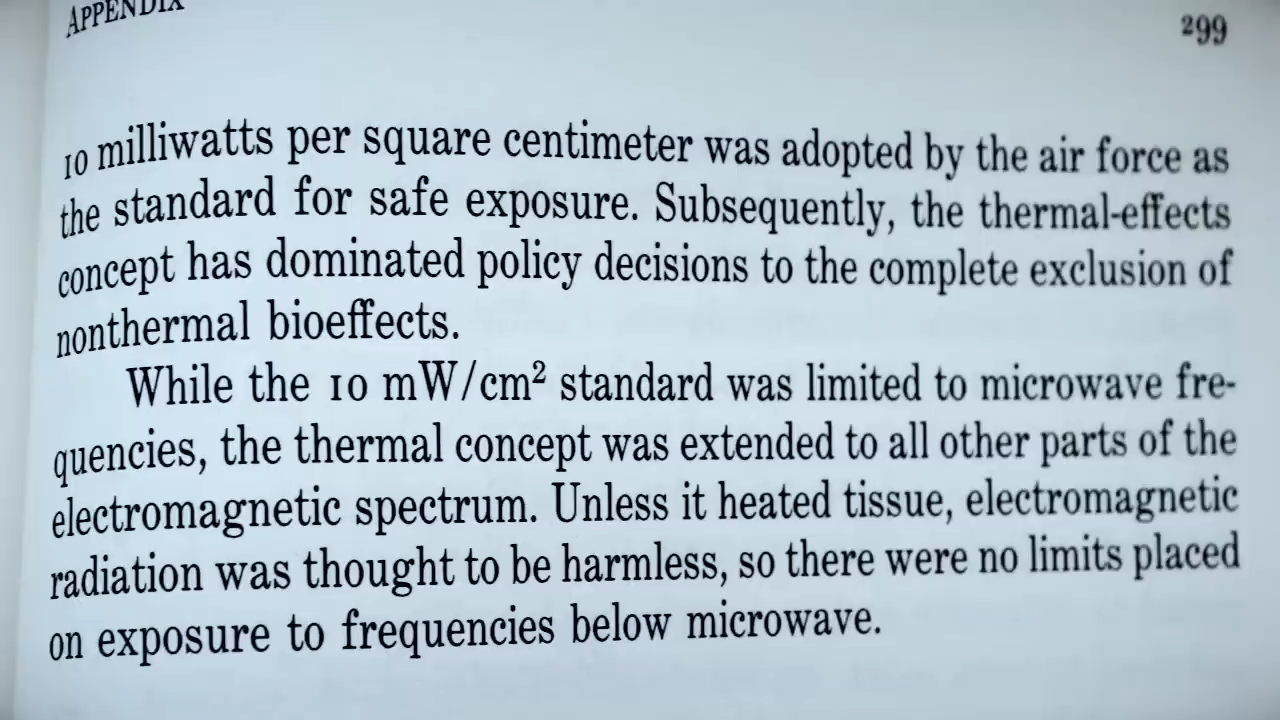 APPENDIX
299
10 milliwatts per square centimeter was adopted by the air force as
the standard for safe exposure. Subsequently, the thermal-effects
concept has dominated policy decisions to the complete exclusion of
nonthermal bioeffects.
While the 10 mW/cm² standard was limited to microwave fre-
quencies, the thermal concept was extended to all other parts of the
electromagnetic spectrum. Unless it heated tissue, electromagnetic
radiation was thought to be harmless, so there were no limits placed
on exposure to frequencies below microwave.